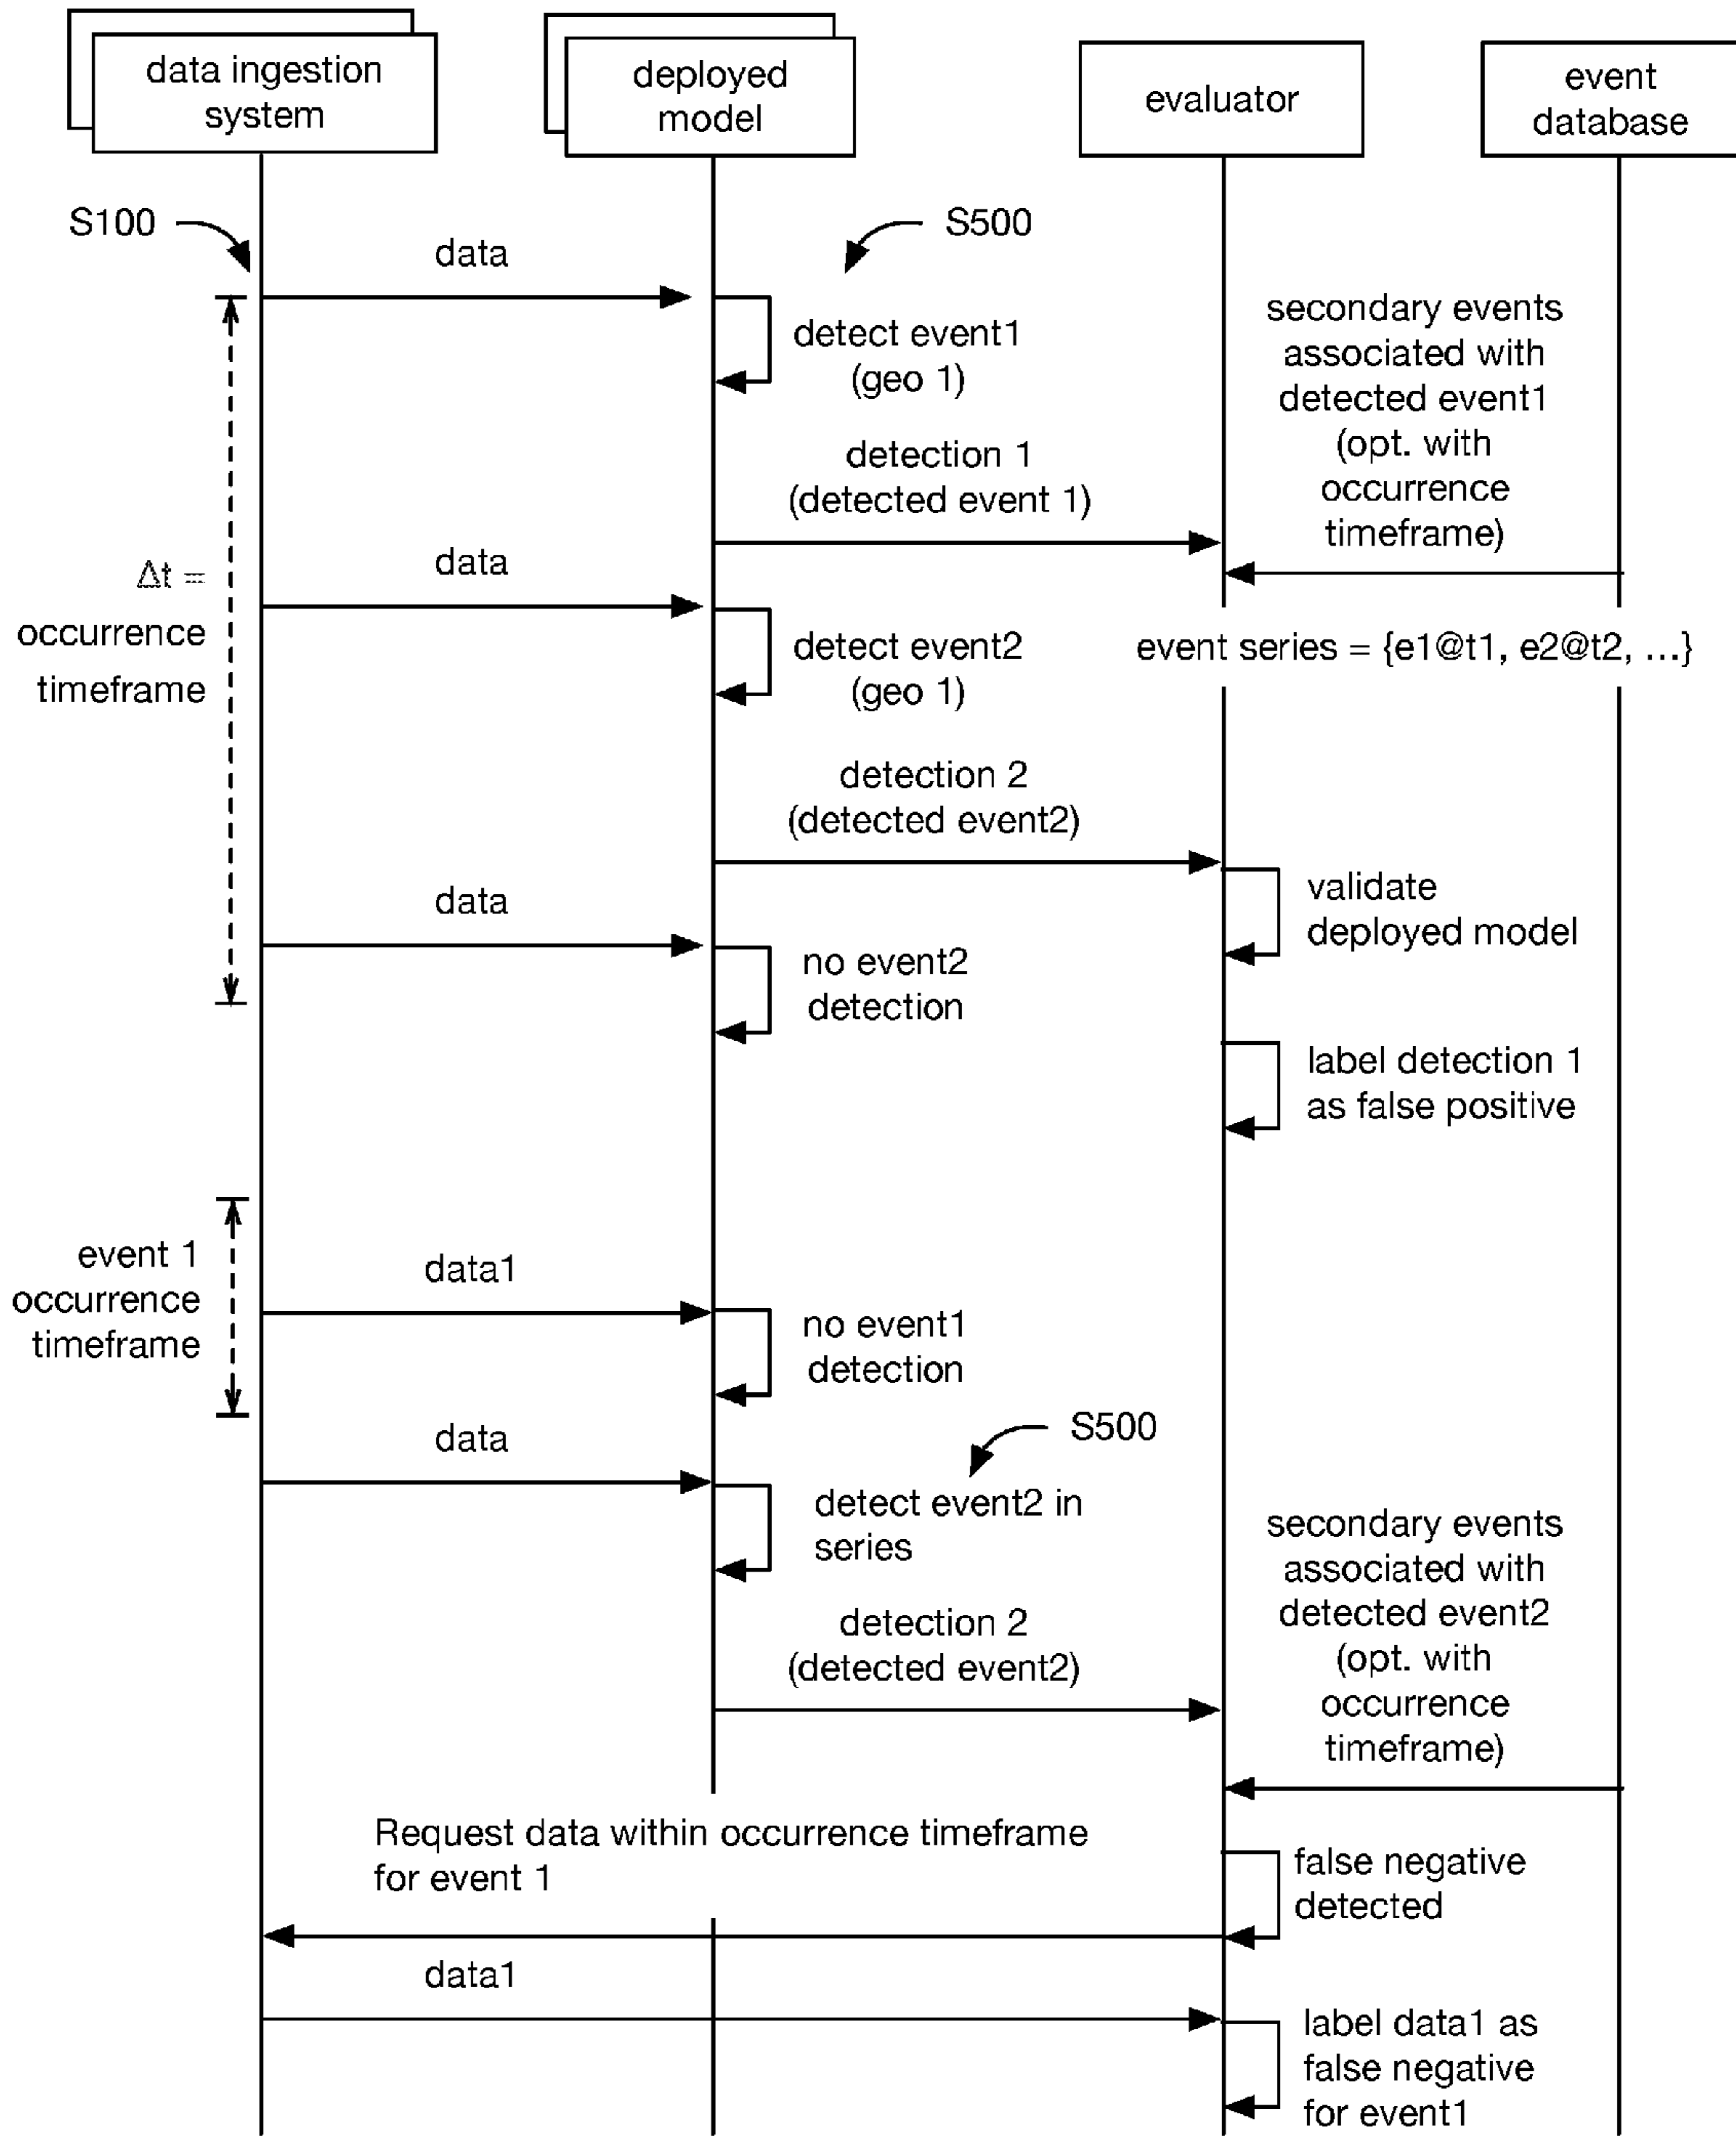 data ingestion
system
deployed
model
evaluator
event
database
S100
data
S500
detect event1
(geo 1)
secondary events
associated with
detected event1
(opt. with
occurrence
timeframe)
detection 1
(detected event 1)
Δt =
occurrence
timeframe
data
detect event2
(geo 1)
event series = {e1@t1, e2@t2, ...}
detection 2
(detected event2)
validate
deployed model
data
no event2
detection
label detection 1
as false positive
event 1
occurrence
timeframe
data1
no event1
detection
data
S500
detect event2 in
series
secondary events
associated with
detected event2
(opt. with
occurrence
timeframe)
detection 2
(detected event2)
Request data within occurrence timeframe
for event 1
false negative
detected
data1
label data1 as
false negative
for event1